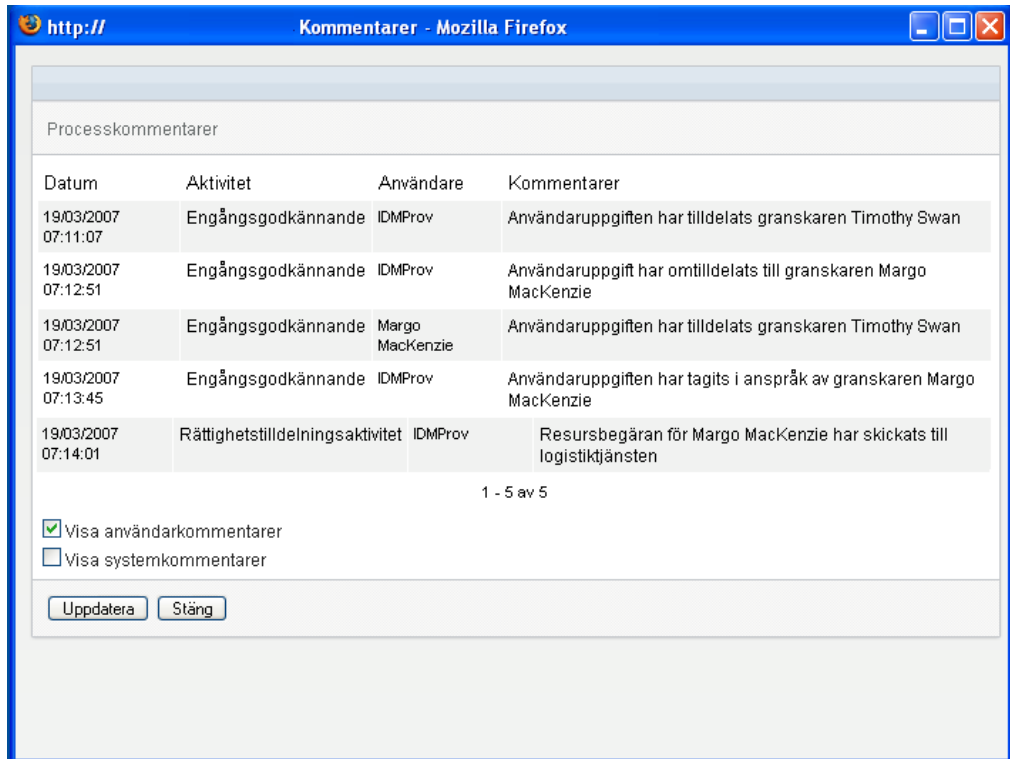 http:// Kommentarer - Mozilla Firefox
Processkommentarer
Datum Aktivitet Användare Kommentarer
19/03/2007 Engångsgodkännande IDMProv Användaruppgiften har tilldelats granskaren Timothy Swan
07:11:07
19/03/2007 Engångsgodkännande IDMProv Användaruppgift har omtilldelats till granskaren Margo
07:12:51 MacKenzie
19/03/2007 Engångsgodkännande Margo Användaruppgiften har tilldelats granskaren Timothy Swan
07:12:51 MacKenzie
19/03/2007 Engångsgodkännande IDMProv Användaruppgiften har tagits i anspråk av granskaren Margo
07:13:45 MacKenzie
19/03/2007 Rättighetstilldelningsaktivitet IDMProv Resursbegäran för Margo MacKenzie har skickats till
07:14:01 logistiktjänsten
1 - 5 av 5
Visa användarkommentarer
Visa systemkommentarer
Uppdatera Stäng